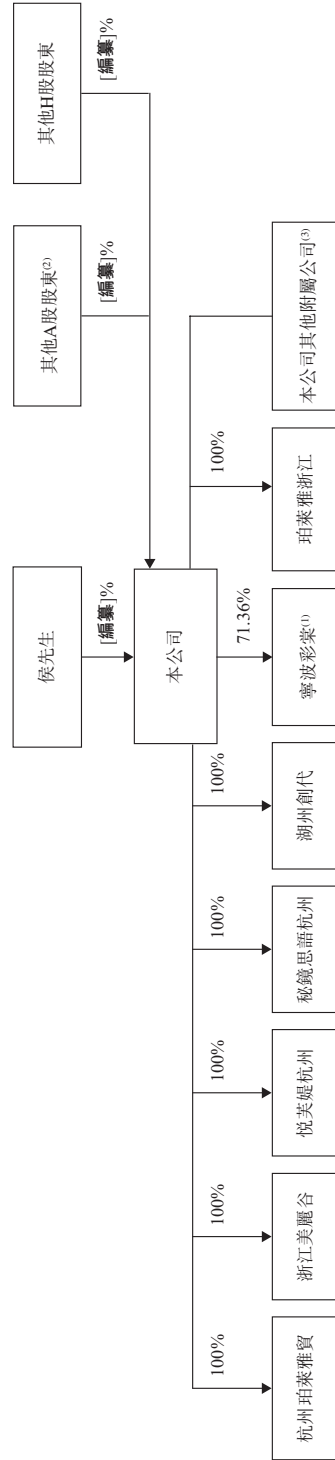 侯先生
其他A股股東(2)
其他H股股東
[編纂]%
[編纂]%
[編纂]%
本公司
100%
100%
100%
100%
100%
71.36%
100%
杭州珀萊雅貿
浙江美麗谷
悅芙媞杭州
秘鏡思語杭州
湖州創代
寧波彩棠(1)
珀萊雅浙江
本公司其他附屬公司(3)